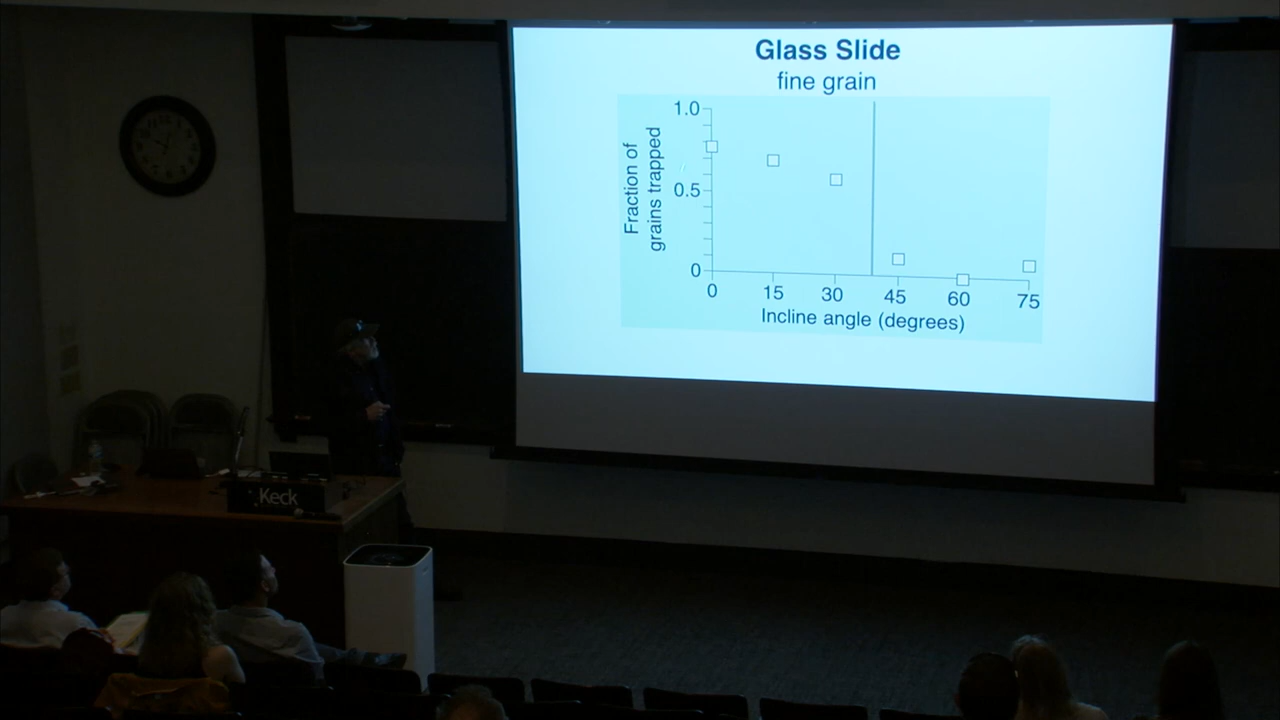 Glass Slide
fine grain
Fraction of
grains trapped
1.0
0.5
0
0 15 30 45 60 75
Incline angle (degrees)
Keck